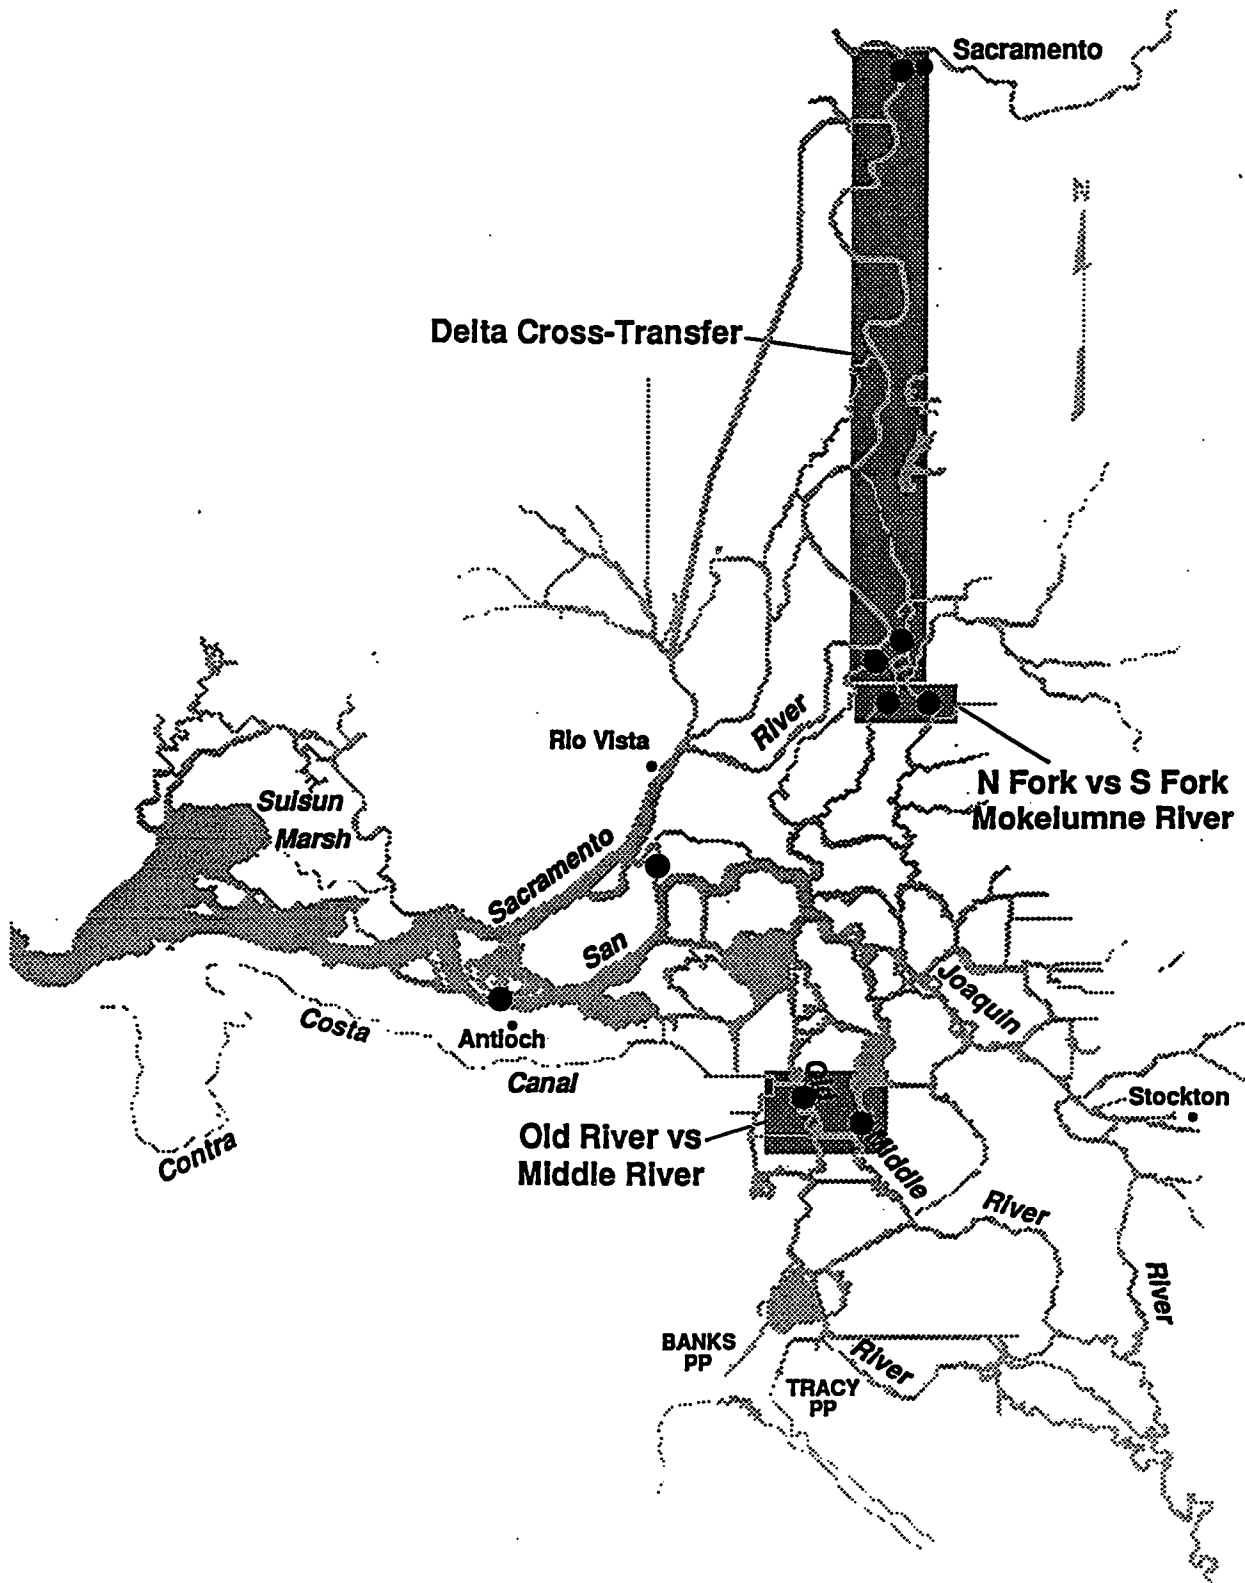 Sacramento
N
Delta Cross-Transfer
River
Rio Vista
N Fork vs S Fork
Mokelumne River
Suisun
Marsh
Sacramento
San
Joaquin
Costa
Antioch
Canal
Contra
Old
Stockton
Old River vs
Middle River
Middle
River
River
BANKS
PP
River
TRACY
PP